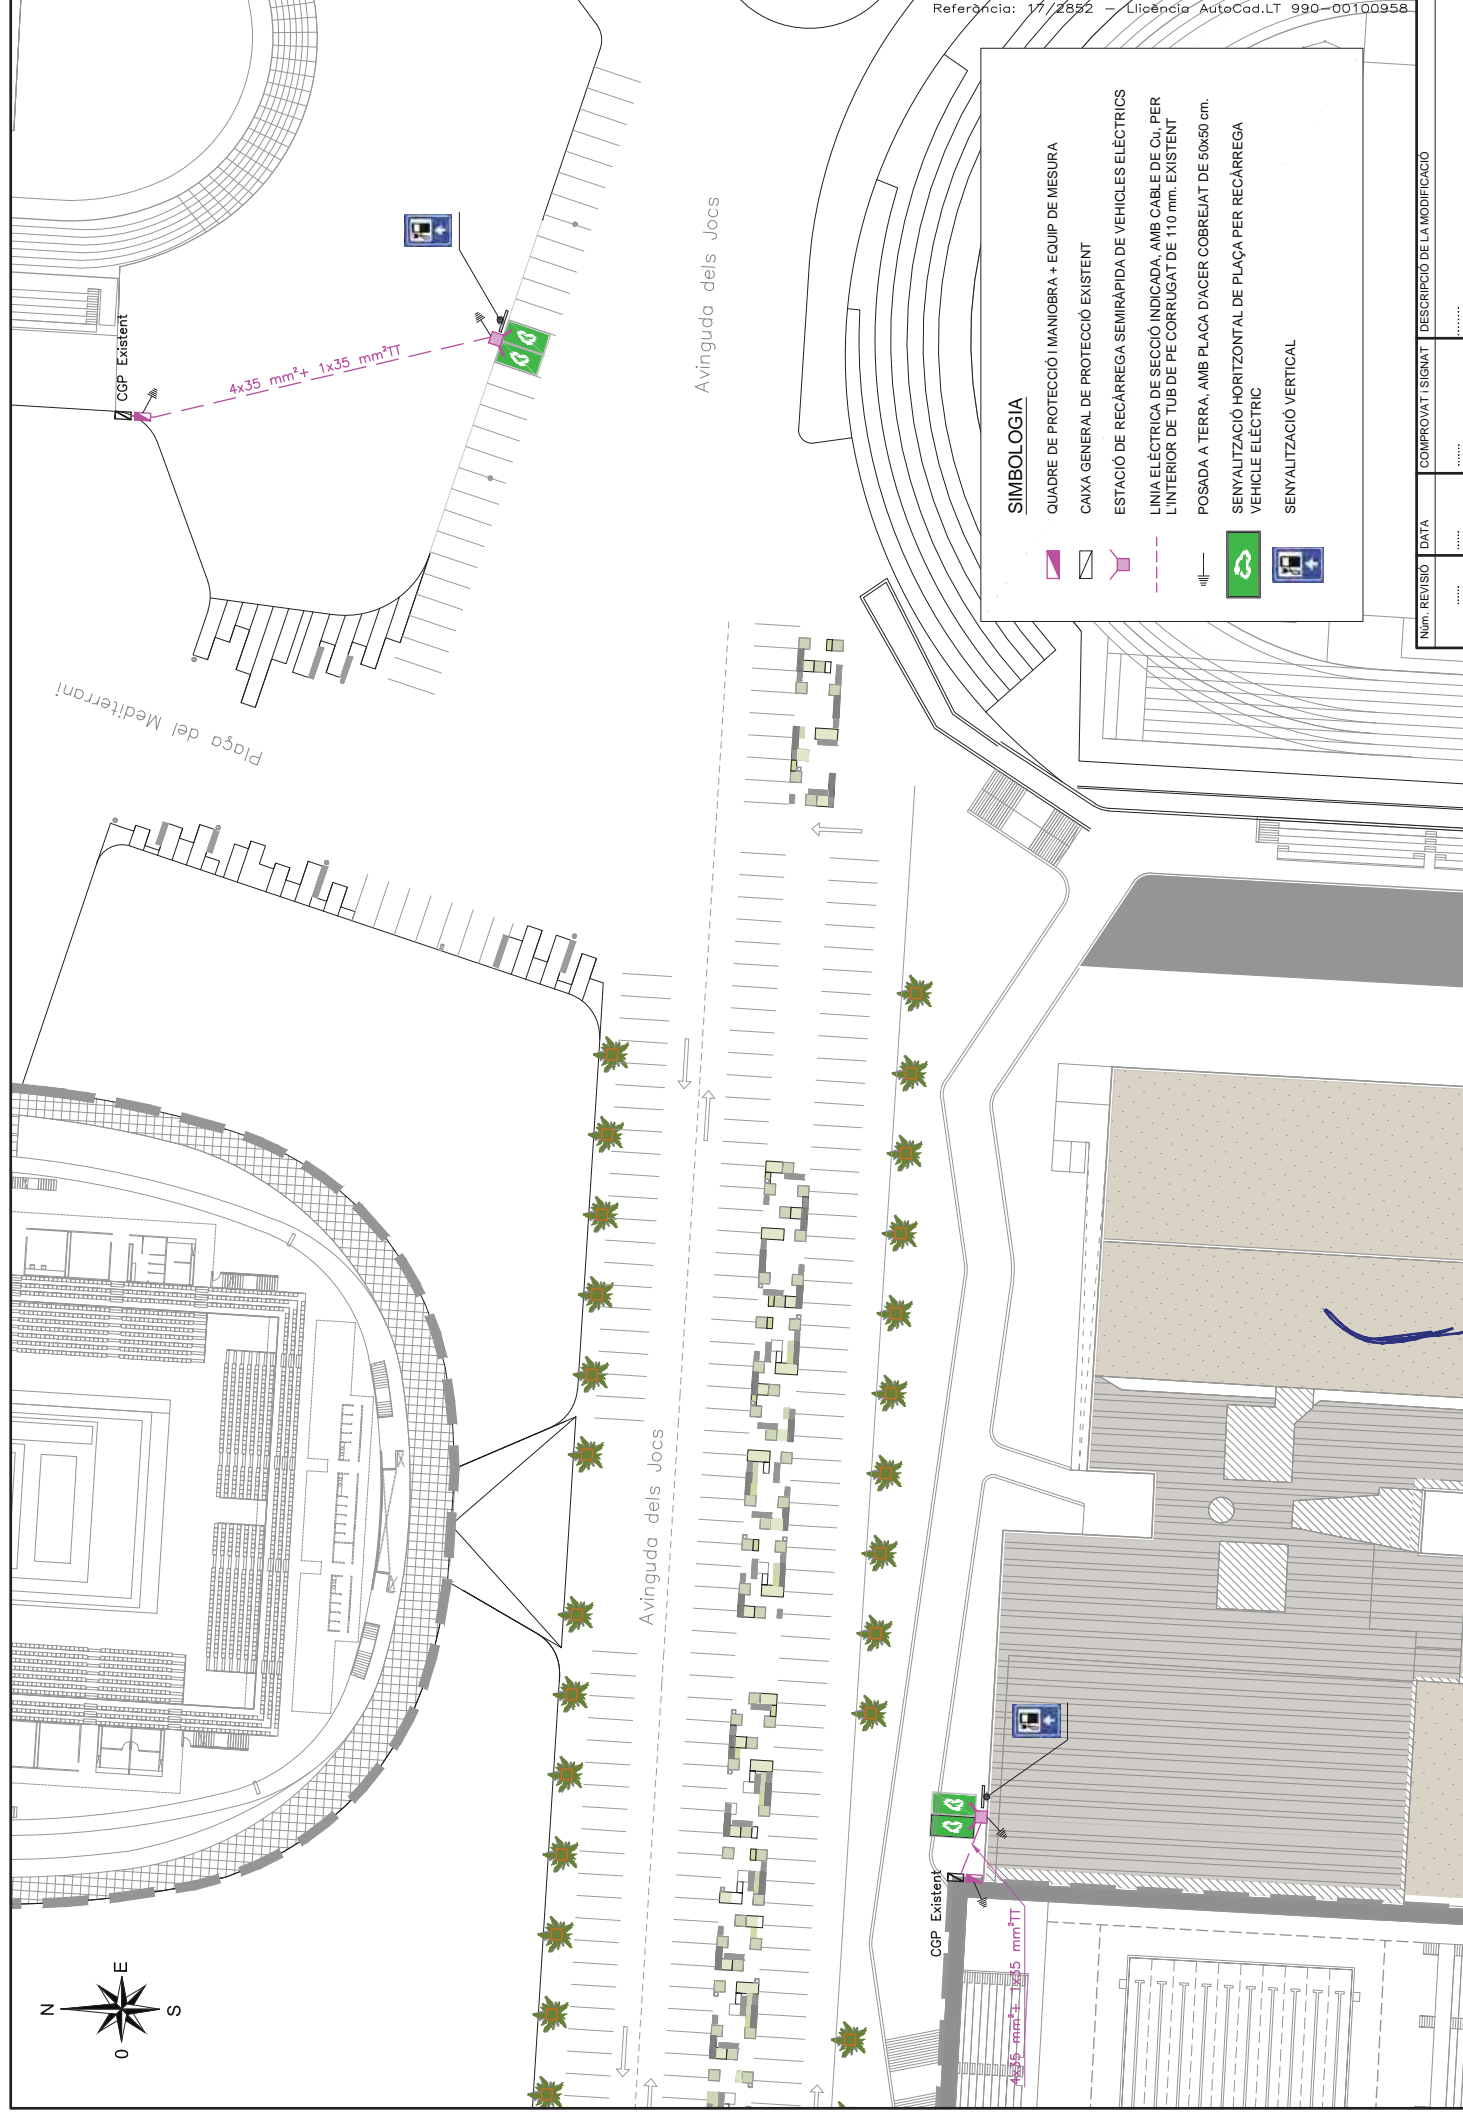 Referància: 17/2852 – Llicència AutoCad.LT 990-00100958
SIMBOLOGIA
QUADRE DE PROTECCIÓ I MANIOBRA + EQUIP DE MESURA
CAIXA GENERAL DE PROTECCIÓ EXISTENT
ESTACIÓ DE RECÀRREGA SEMIRÀPIDA DE VEHICLES ELÈCTRICS
LINIA ELÈCTRICA DE SECCIÓ INDICADA, AMB CABLE DE Cu, PER
L'INTERIOR DE TUB DE PE CORRUGAT DE 110 mm. EXISTENT
POSADA A TERRA, AMB PLACA D'ACER COBREJAT DE 50x50 cm.
SENYALITZACIÓ HORITZONTAL DE PLAÇA PER RECÀRREGA
VEHICLE ELÈCTRIC
SENYALITZACIÓ VERTICAL
Núm. REVISIÓ
DATA
COMPROVAT i SIGNAT
DESCRIPCIÓ DE LA MODIFICACIÓ
......
......
.......
........
CGP Existent
4x35 mm²+ 1x35 mm²TT
Avinguda dels Jocs
Plaça del Mediterrani
Avinguda dels Jocs
CGP Existent
4x35 mm²+ 1x35 mm²TT
N
E
S
O